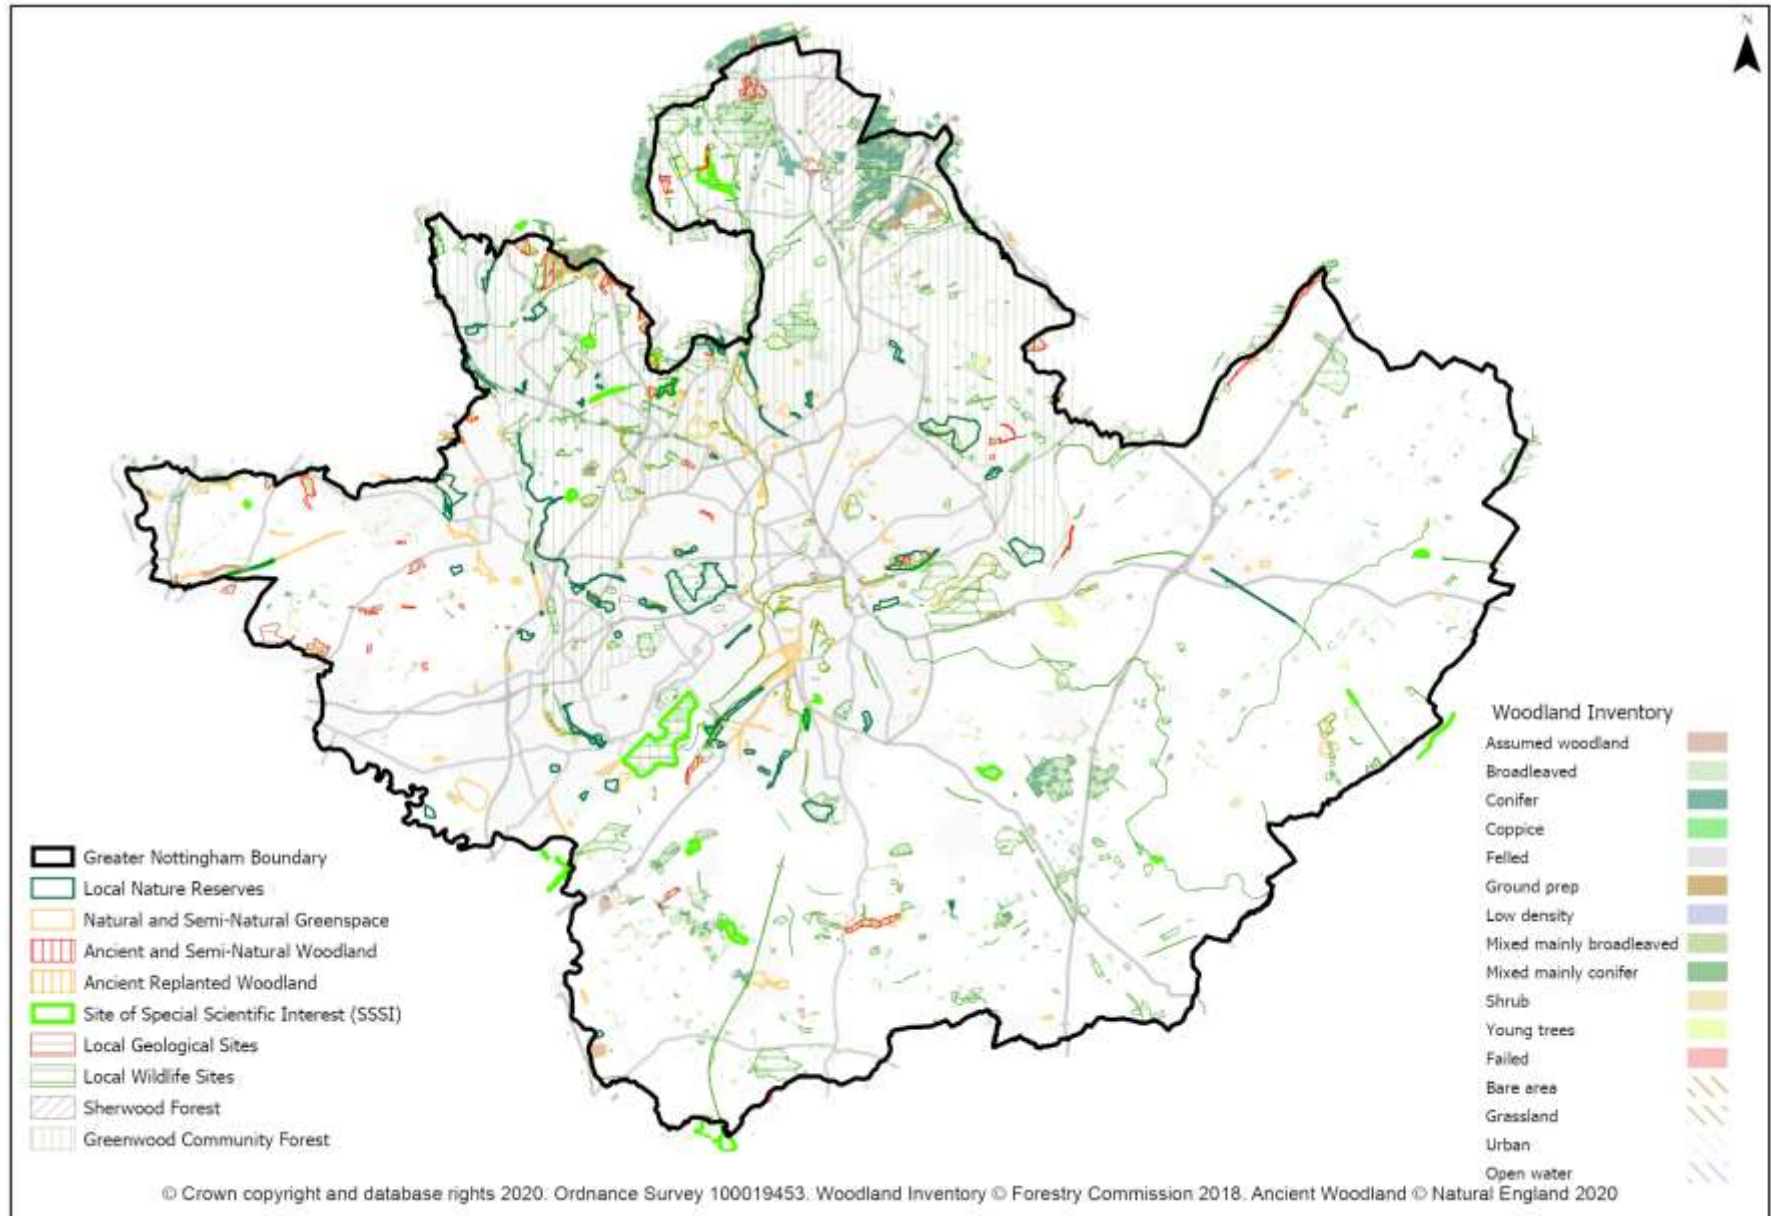 N
Woodland Inventory
Assumed woodland
Broadleaved
Conifer
Coppice
Felled
Ground prep
Low density
Mixed mainly broadleaved
Mixed mainly conifer
Shrub
Young trees
Failed
Bare area
Grassland
Urban
Open water
Greater Nottingham Boundary
Local Nature Reserves
Natural and Semi-Natural Greenspace
Ancient and Semi-Natural Woodland
Ancient Replanted Woodland
Site of Special Scientific Interest (SSSI)
Local Geological Sites
Local Wildlife Sites
Sherwood Forest
Greenwood Community Forest
© Crown copyright and database rights 2020. Ordnance Survey 100019453. Woodland Inventory © Forestry Commission 2018. Ancient Woodland © Natural England 2020